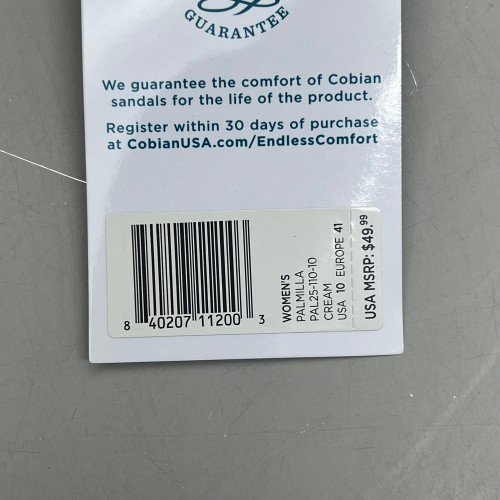 GUARANTEE
We guarantee the comfort of Cobian
sandals for the life of the product.
Register within 30 days of purchase
at CobianUSA.com/EndlessComfort
8 40207 11200 3
WOMEN'S
PALMILLA
PAL25-110-10
CREAM
USA 10 EUROPE 41
USA MSRP: $49.99